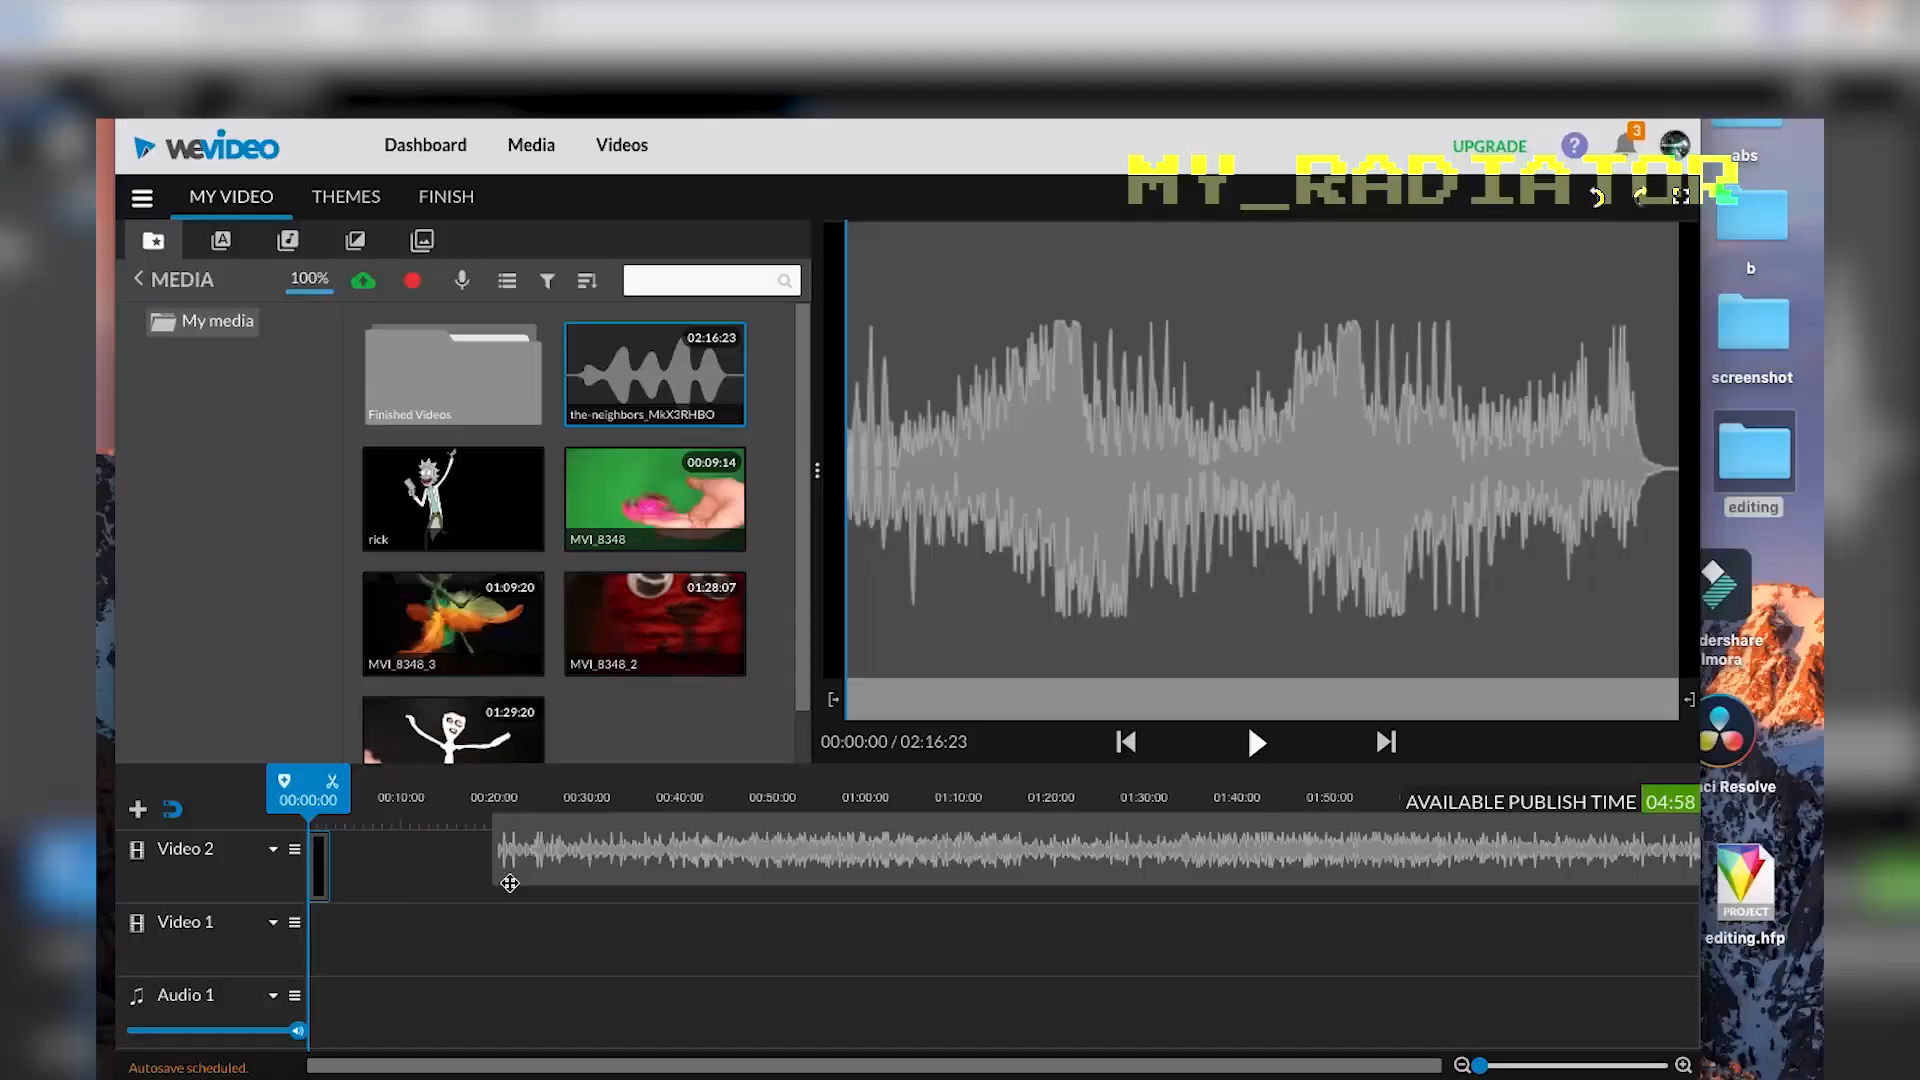 WeVIDEO Dashboard Media Videos UPGRADE ? 3
MY_RADIATOR
MY VIDEO THEMES FINISH
A
MEDIA 100%
My media
Finished Videos
02:16:23
the-neighbors_MkX3RHBO
rick
00:09:14
MVI_8348
01:09:20
MVI_8348_3
01:28:07
MVI_8348_2
01:29:20
00:00:00 / 02:16:23
00:00:00 00:10:00 00:20:00 00:30:00 00:40:00 00:50:00 01:00:00 01:10:00 01:20:00 01:30:00 01:40:00 01:50:00
AVAILABLE PUBLISH TIME 04:58
Video 2
Video 1
Audio 1
Autosave scheduled.
abs
b
screenshot
editing
dershare
lmora
ci Resolve
PROJECT
editing.hfp